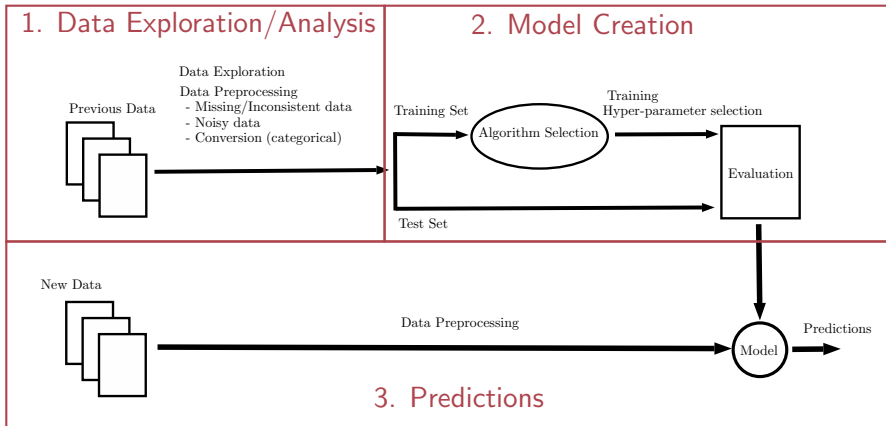 1. Data Exploration/Analysis
2. Model Creation
Data Exploration
Data Preprocessing
- Missing/Inconsistent data
- Noisy data
- Conversion (categorical)
Previous Data
Training Set
Algorithm Selection
Training
Hyper-parameter selection
Evaluation
Test Set
New Data
Data Preprocessing
Model
Predictions
3. Predictions